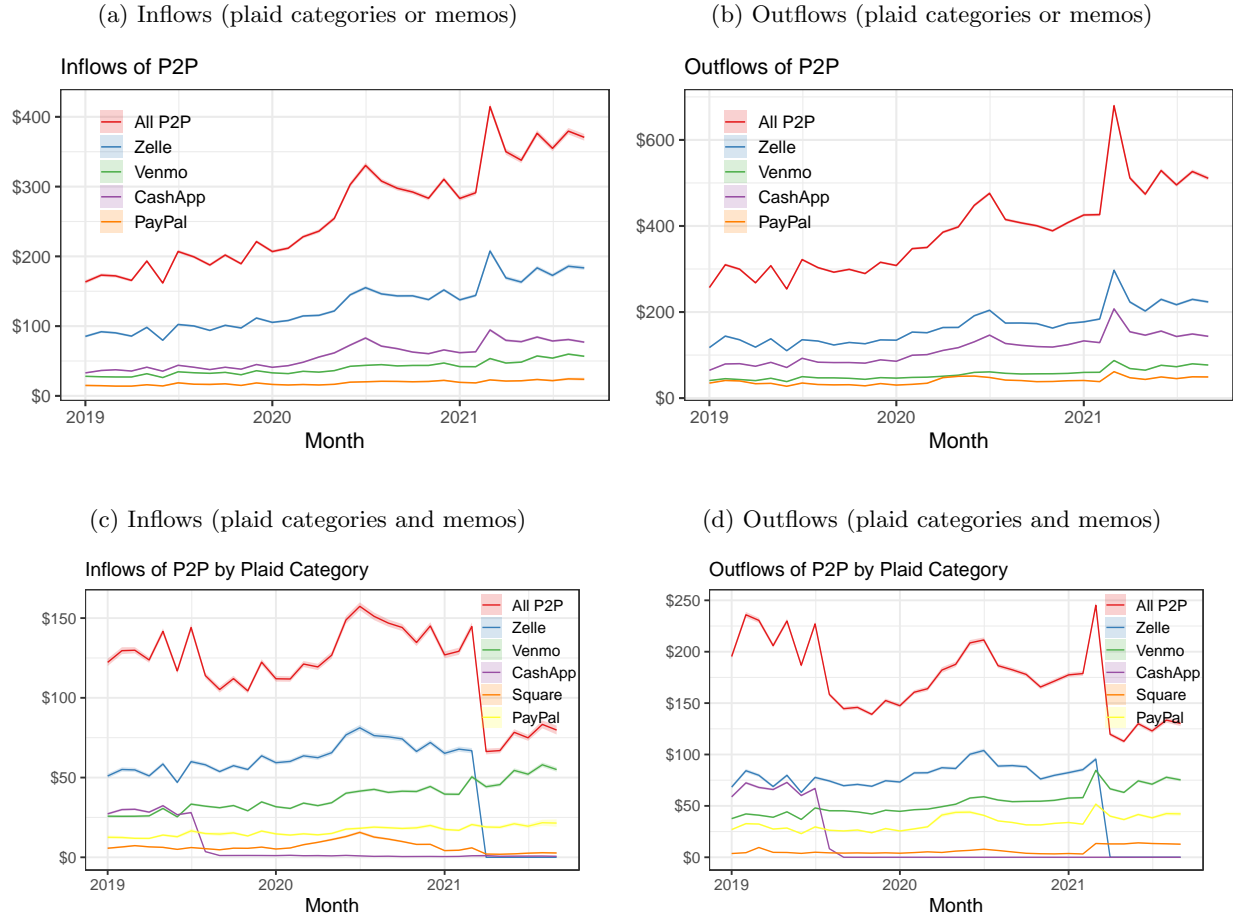 (a) Inflows (plaid categories or memos)
Inflows of P2P
$400
$300
$200
$100
$0
All P2P
Zelle
Venmo
CashApp
PayPal
2019
2020
2021
Month
(b) Outflows (plaid categories or memos)
Outflows of P2P
$600
$400
$200
$0
All P2P
Zelle
Venmo
CashApp
PayPal
2019
2020
2021
Month
(c) Inflows (plaid categories and memos)
Inflows of P2P by Plaid Category
$150
$100
$50
$0
All P2P
Zelle
Venmo
CashApp
Square
PayPal
2019
2020
2021
Month
(d) Outflows (plaid categories and memos)
Outflows of P2P by Plaid Category
$250
$200
$150
$100
$50
$0
All P2P
Zelle
Venmo
CashApp
Square
PayPal
2019
2020
2021
Month